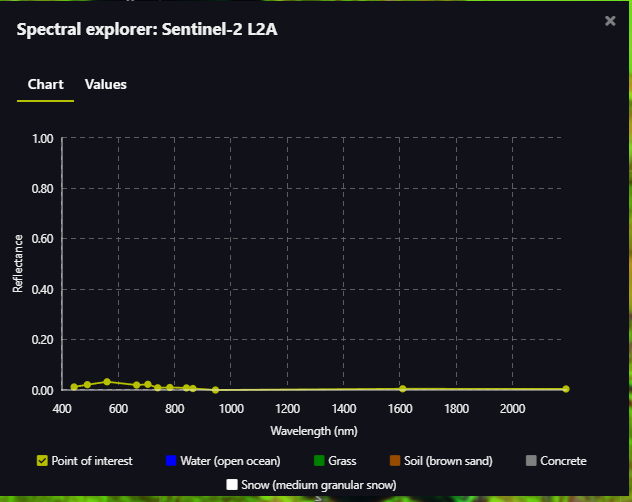 Spectral explorer: Sentinel-2 L2A
Chart Values
1.00
0.80
0.60
0.40
0.20
0.00
Reflectance
400 600 800 1000 1200 1400 1600 1800 2000
Wavelength (nm)
Point of interest Water (open ocean) Grass Soil (brown sand) Concrete
Snow (medium granular snow)